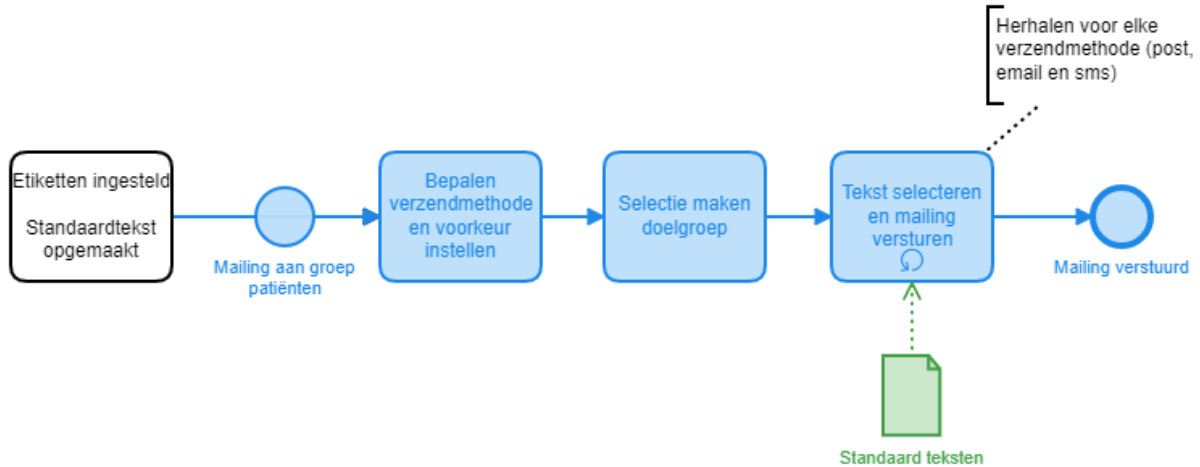 Herhalen voor elke
verzendmethode (post,
email en sms)
Etiketten ingesteld
Standaardtekst
opgemaakt
Mailing aan groep
patiënten
Bepalen
verzendmethode
en voorkeur
instellen
Selectie maken
doelgroep
Tekst selecteren
en mailing
versturen
Mailing verstuurd
Standaard teksten